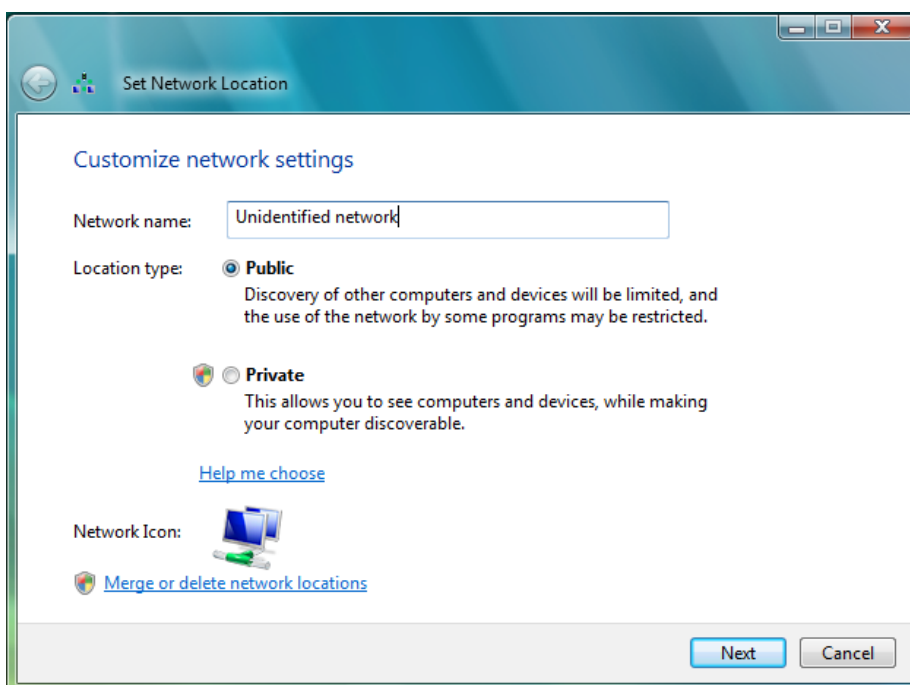 Set Network Location
Customize network settings
Network name:
Unidentified network
Location type:
Public
Discovery of other computers and devices will be limited, and
the use of the network by some programs may be restricted.
Private
This allows you to see computers and devices, while making
your computer discoverable.
Help me choose
Network Icon:
Merge or delete network locations
Next
Cancel